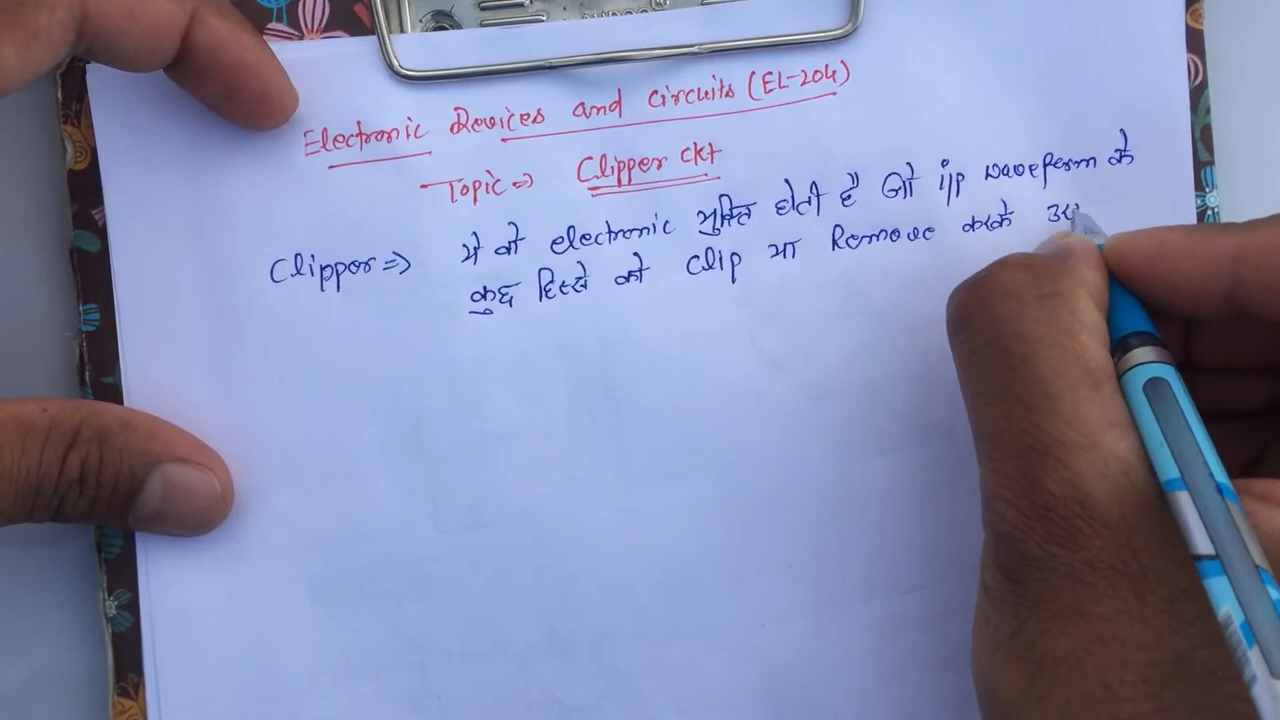 Electronic Devices and Circuits (EL-204)
Topic => Clipper ckt
Clipper => ये वो electronic युक्ति होती है जो i/p waveform के
कुछ हिस्से को clip या Remove करके